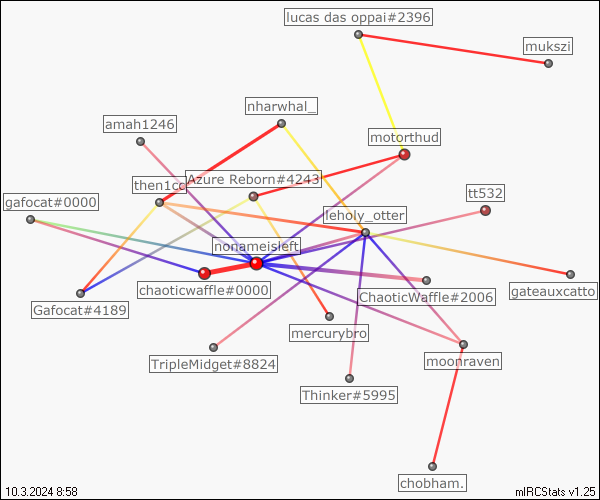 lucas das oppai#2396
mukszi
nharwhal_
amah1246
motorthud
Azure Reborn#4243
then1cc
tt532
gafocat#0000
leholy_otter
nonameisleft
chaoticwaffle#0000
ChaoticWaffle#2006
gateauxcatto
Gafocat#4189
mercurybro
TripleMidget#8824
moonraven
Thinker#5995
chobham.
10.3.2024 8:58
mIRCStats v1.25